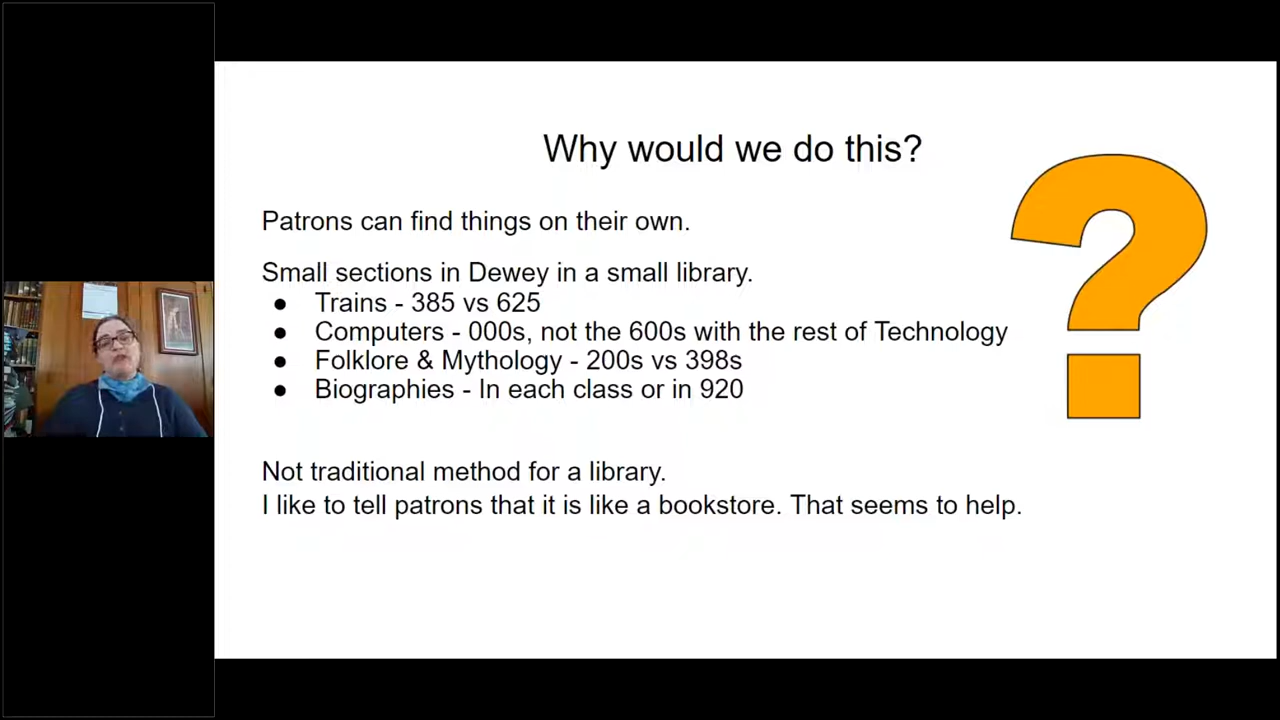 Why would we do this?
Patrons can find things on their own.
Small sections in Dewey in a small library.
● Trains - 385 vs 625
● Computers - 000s, not the 600s with the rest of Technology
● Folklore & Mythology - 200s vs 398s
● Biographies - In each class or in 920
Not traditional method for a library.
I like to tell patrons that it is like a bookstore. That seems to help.
?